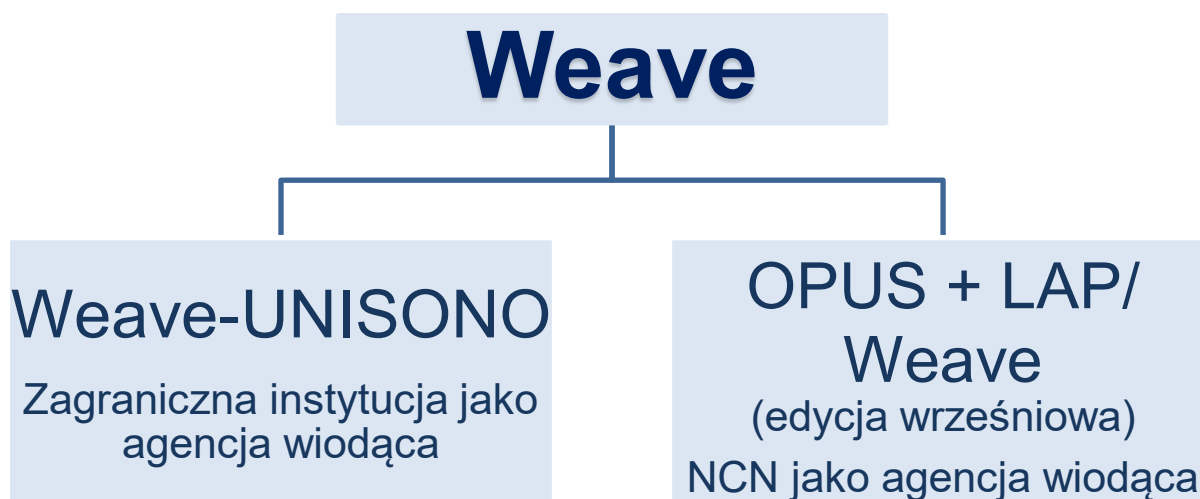 Weave
Weave-UNISONO
Zagraniczna instytucja jako
agencja wiodąca
OPUS + LAP/
Weave
(edycja wrześniowa)
NCN jako agencja wiodąca